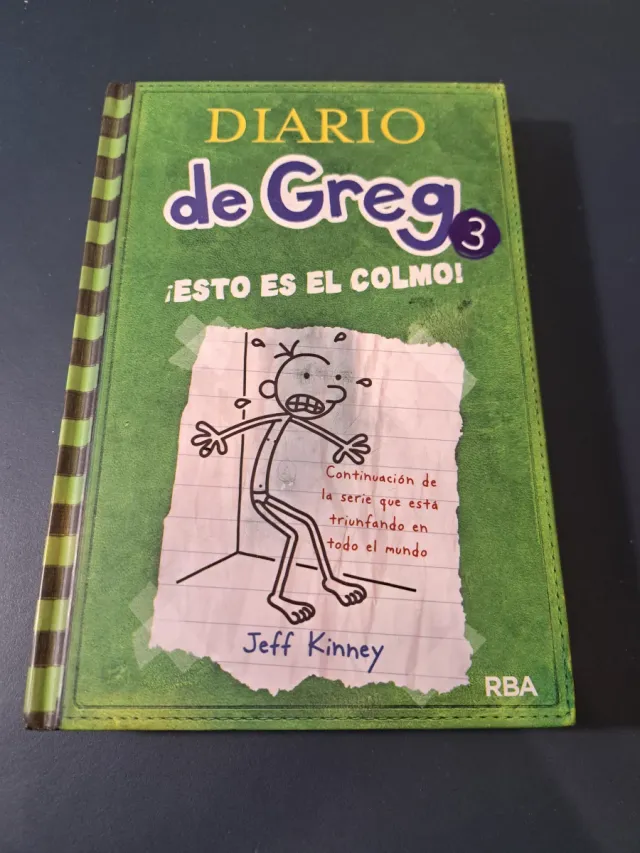 DIARIO
de Greg
3
¡ESTO ES EL COLMO!
Continuación de
la serie que está
triunfando en
todo el mundo
Jeff Kinney
RBA